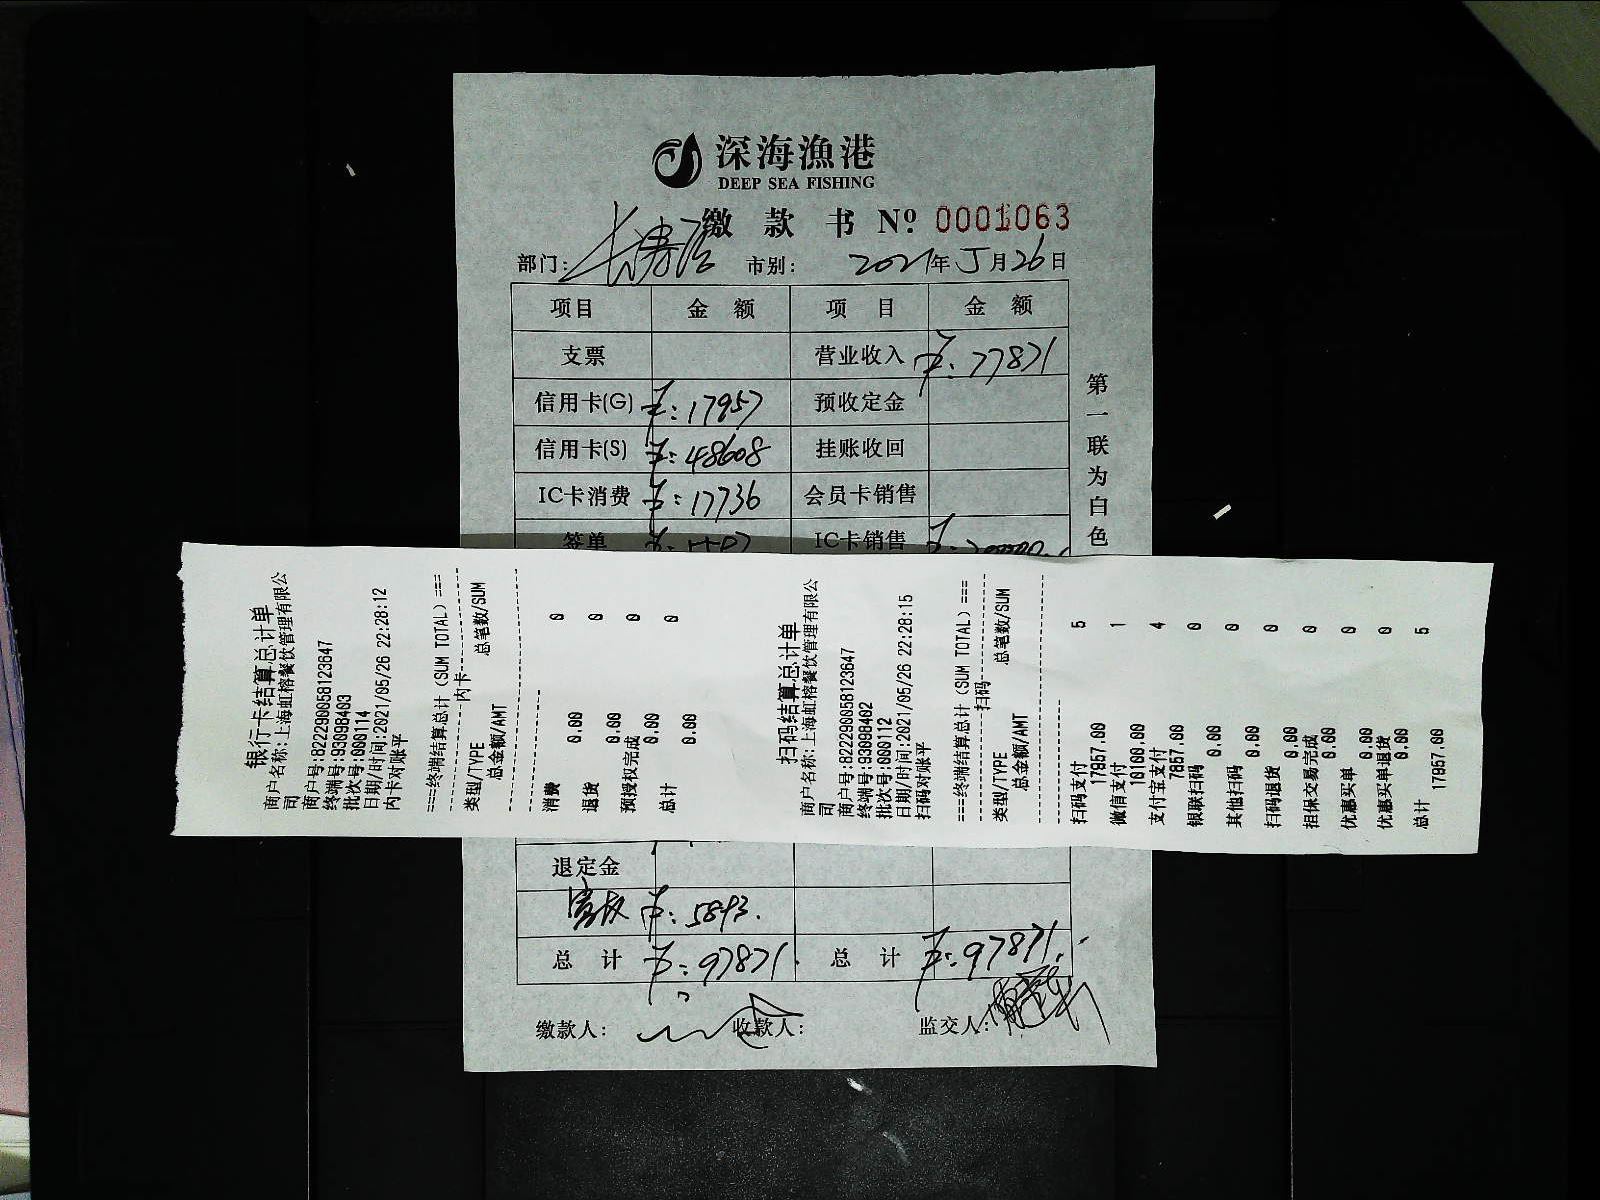 深海漁港
DEEP SEA FISHING
缴 款 书 Nº 0001063
部门: 长寿店 市别: 2021年5月26日
项目 金 额 项 目 金 额
支票 营业收入 ￥:77871
信用卡(G) ￥:17957 预收定金
信用卡(S) ￥:48608 挂账收回
IC卡消费 ￥:17736 会员卡销售
签单 IC卡销售
第一联为白色
银行卡结算总计单
商户名称:上海虹榕餐饮管理有限公
司
商户号:822290058123647
终端号:93098403
批次号:000114
日期/时间:2021/05/26 22:28:12
内卡对账平
===终端结算总计(SUM TOTAL)===
内卡
类型/TYPE 总笔数/SUM
总金额/AMT
消费 0
0.00
退货 0
0.00
预授权完成 0
0.00
总计 0
0.00
扫码结算总计单
商户名称:上海虹榕餐饮管理有限公
司
商户号:822290058123647
终端号:93098402
批次号:000112
日期/时间:2021/05/26 22:28:15
扫码对账平
===终端结算总计(SUM TOTAL)===
扫码
类型/TYPE 总笔数/SUM
总金额/AMT
扫码支付 5
17957.00
微信支付 1
10100.00
支付宝支付 4
7857.00
银联扫码 0
0.00
其他扫码 0
0.00
扫码退货 0
0.00
担保交易完成 0
0.00
优惠买单 0
0.00
优惠买单退货 0
0.00
总计 5
17957.00
退定金
￥:5893.
总 计 ￥:97871. 总 计 ￥:97871.
缴款人: 收款人: 监交人: